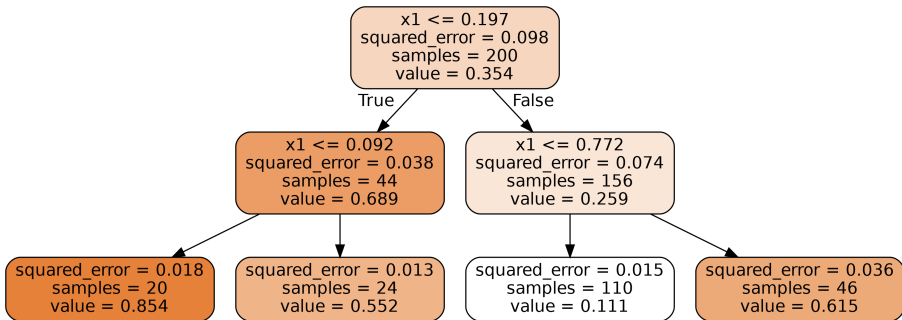 x1 <= 0.197
squared_error = 0.098
samples = 200
value = 0.354
True
False
x1 <= 0.092
squared_error = 0.038
samples = 44
value = 0.689
x1 <= 0.772
squared_error = 0.074
samples = 156
value = 0.259
squared_error = 0.018
samples = 20
value = 0.854
squared_error = 0.013
samples = 24
value = 0.552
squared_error = 0.015
samples = 110
value = 0.111
squared_error = 0.036
samples = 46
value = 0.615